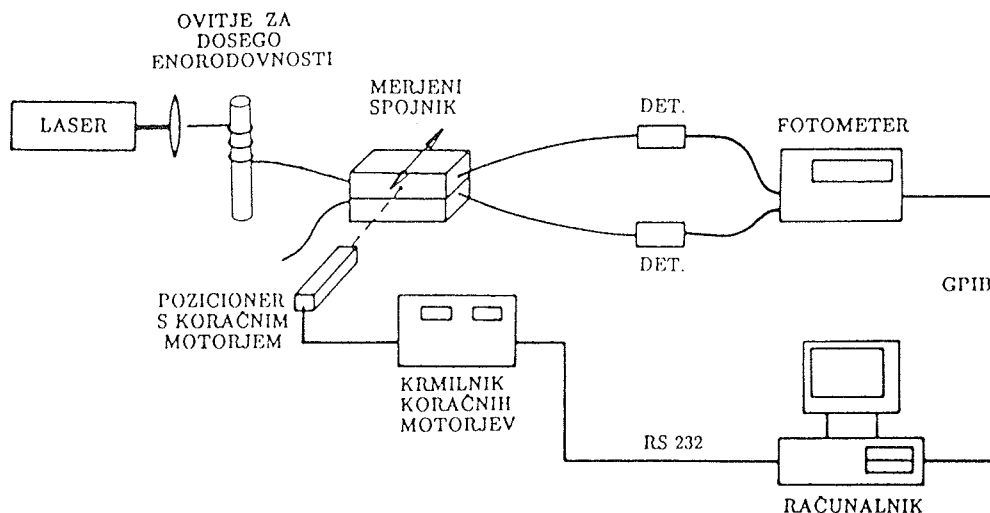 OVITJE ZA
DOSEGO
ENORODOVNOSTI
MERJENI
SPOJNIK
DET.
LASER
FOTOMETER
DET.
GPIB
POZICIONER
S KORAČNIM
MOTORJEM
KRMILNIK
KORAČNIH
MOTORJEV
RS 232
RAČUNALNIK